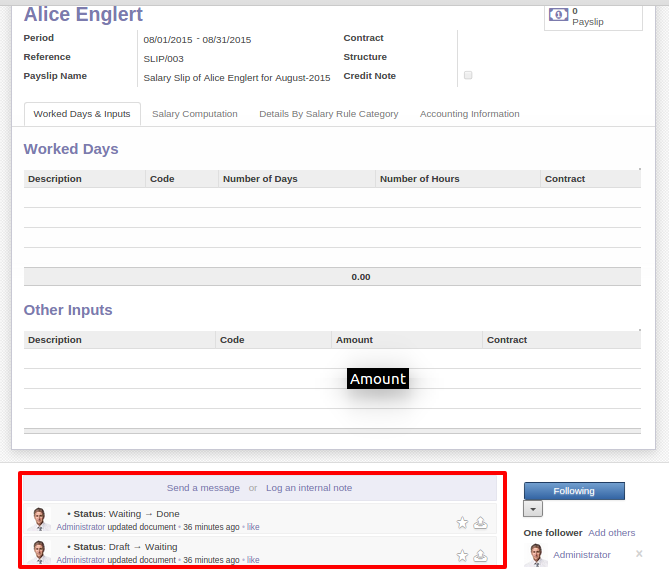 Alice Englert
0
Payslip
Period 08/01/2015 - 08/31/2015 Contract
Reference SLIP/003 Structure
Payslip Name Salary Slip of Alice Englert for August-2015 Credit Note
Worked Days & Inputs Salary Computation Details By Salary Rule Category Accounting Information
Worked Days
Description Code Number of Days Number of Hours Contract
0.00
Other Inputs
Description Code Amount Contract
Amount
Send a message or Log an internal note
• Status: Waiting → Done
Administrator updated document • 36 minutes ago • like
• Status: Draft → Waiting
Administrator updated document • 36 minutes ago • like
Following
One follower Add others
Administrator x